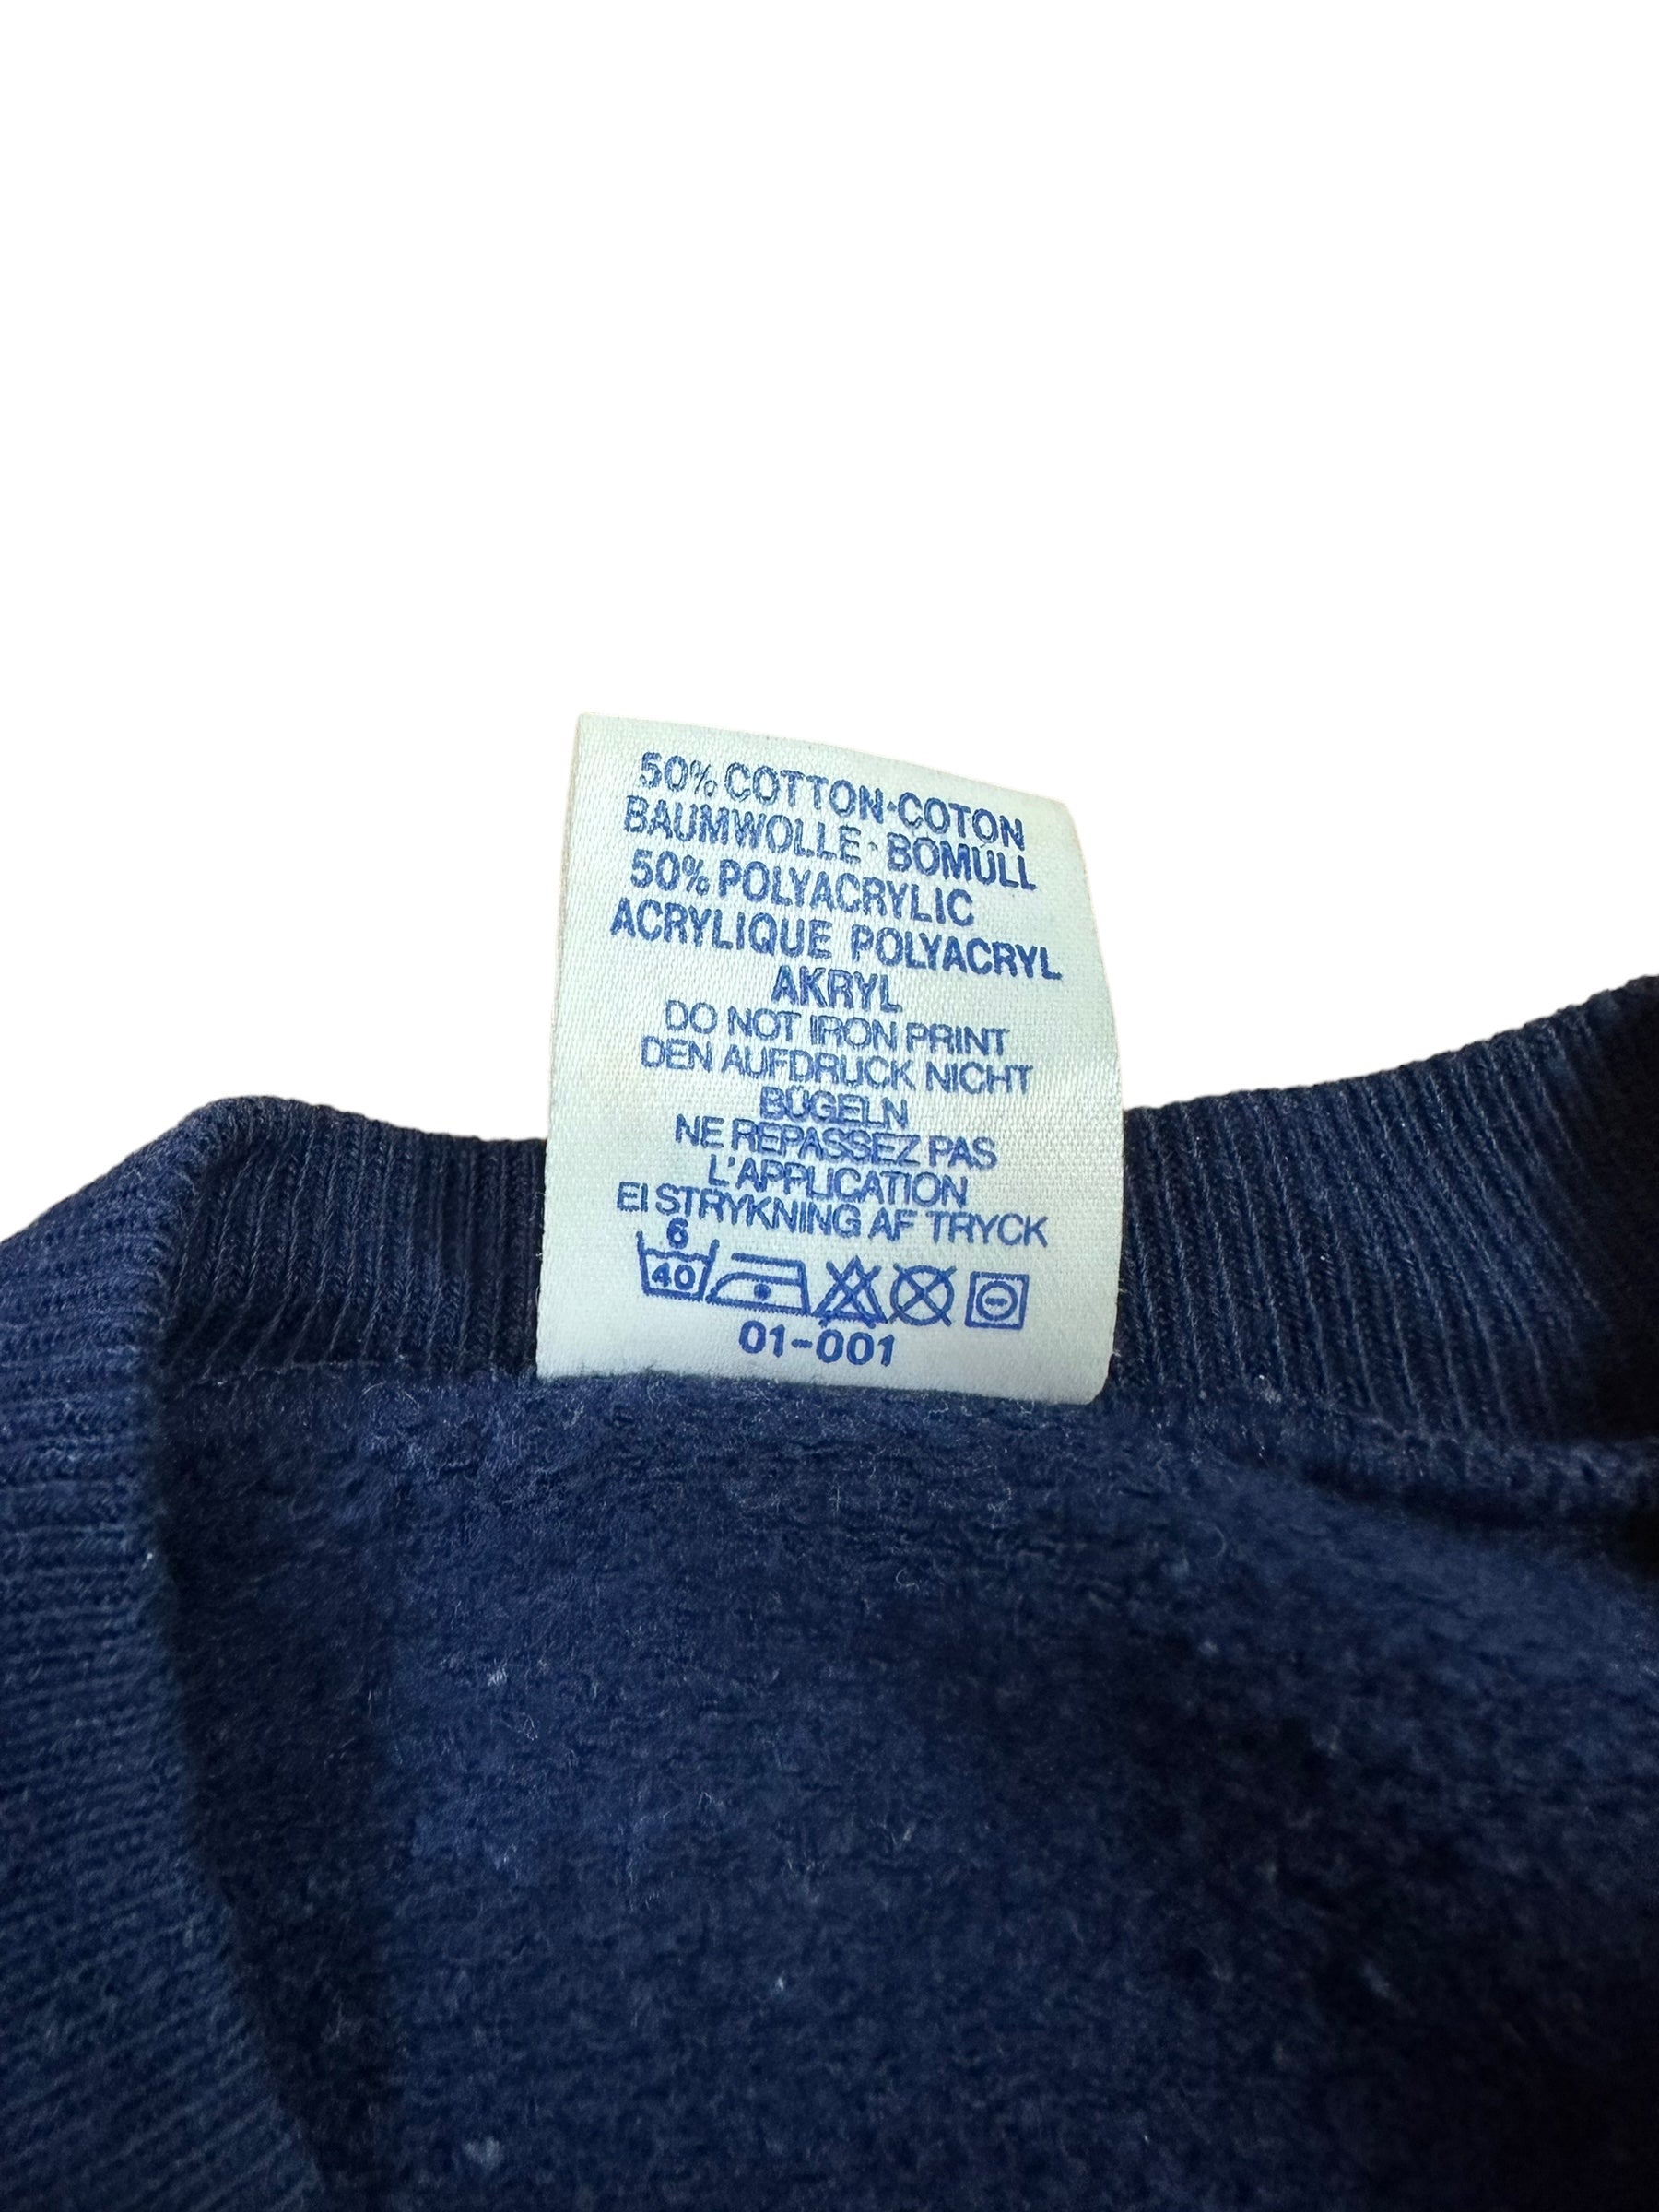 50% COTTON·COTON
BAUMWOLLE·BOMULL
50% POLYACRYLIC
ACRYLIQUE POLYACRYL
AKRYL
DO NOT IRON PRINT
DEN AUFDRUCK NICHT
BÜGELN
NE REPASSEZ PAS
L'APPLICATION
EI STRYKNING AF TRYCK
6
40
01-001